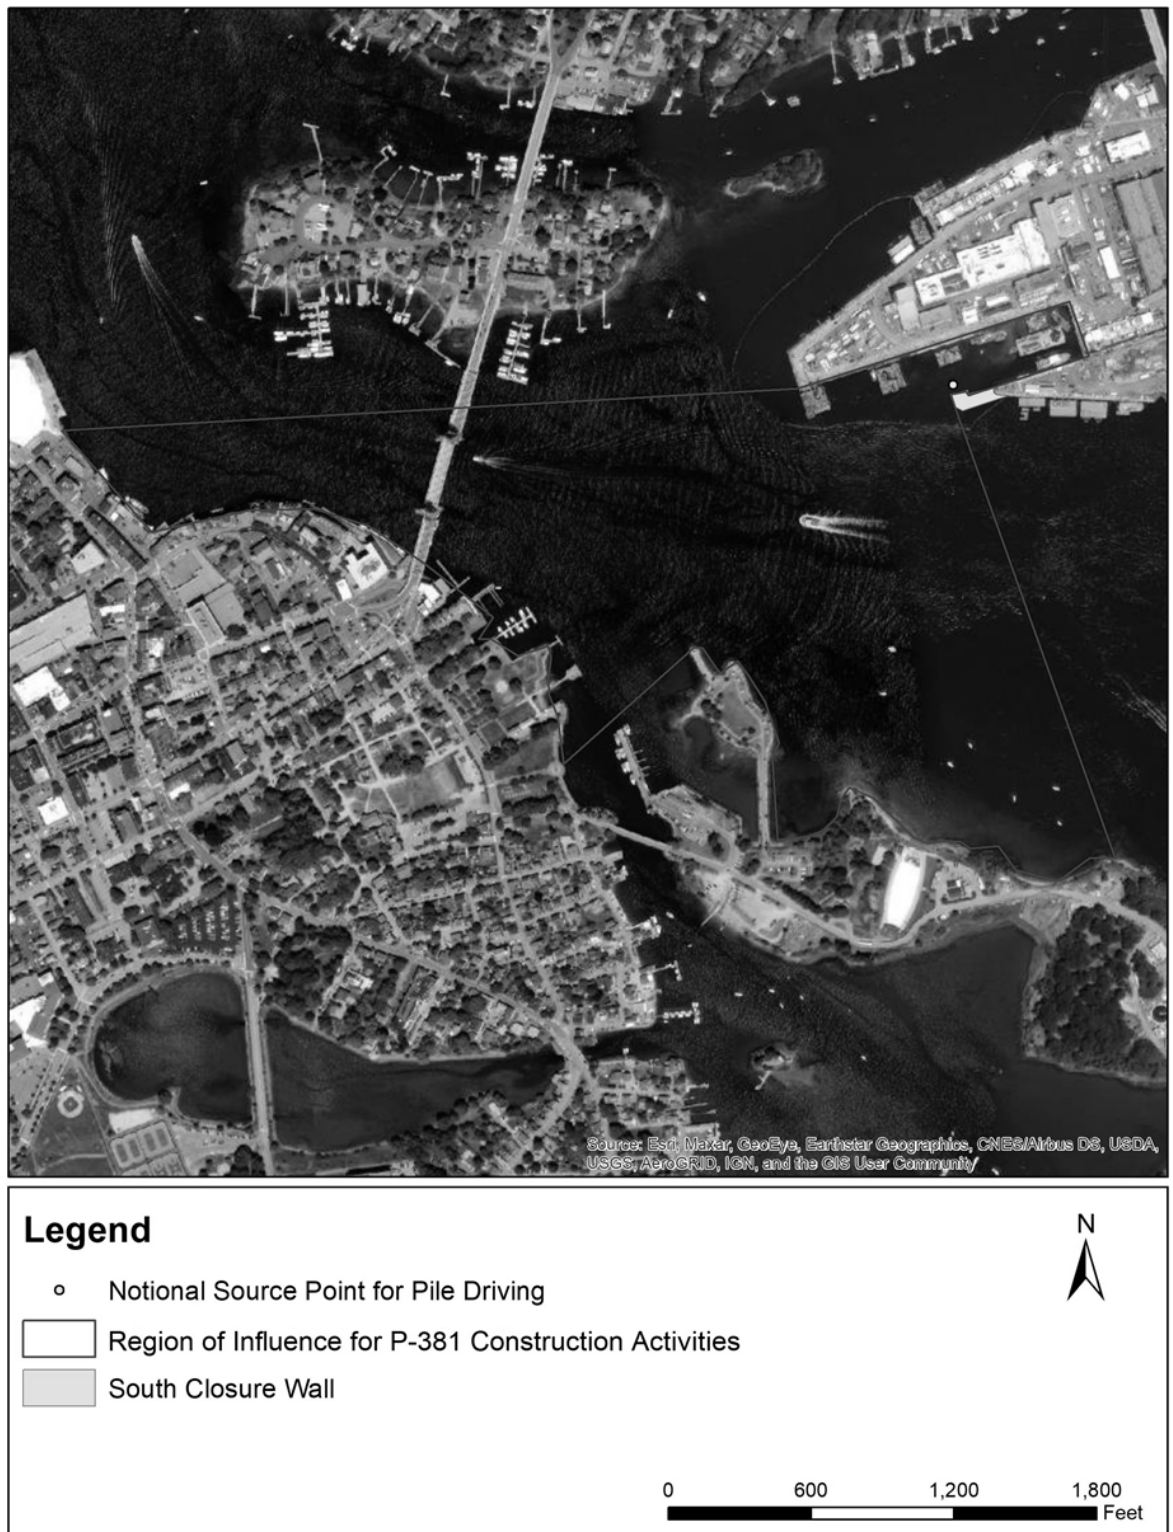 Source: Esri, Maxar, GeoEye, Earthstar Geographics, CNES/Airbus DS, USDA,
USGS, AeroGRID, IGN, and the GIS User Community
Legend
N
Notional Source Point for Pile Driving
Region of Influence for P-381 Construction Activities
South Closure Wall
0 600 1,200 1,800
Feet